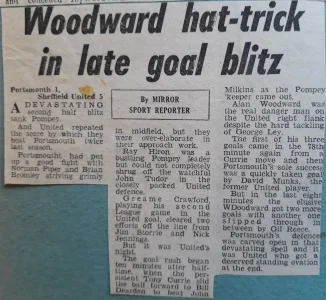 Woodward hat-trick
in late goal blitz
Portsmouth 1,
Sheffield United 5
A DEVASTATING
second half blitz
sank Pompey.
And United repeated
the score by which they
beat Portsmouth twice
last season.
Portsmouth had put
up a good fight with
Norman Piper and Brian
Bromley striving grimly
By MIRROR
SPORT REPORTER
in midfield, but they
were over-elaborate in
their approach work.
Ray Hiron was a
bustling Pompey leader
but could not completely
shrug off the watchful
John Tudor in the
closely packed United
defence.
Graeme Crawford,
playing his second
League game in the
United goal, cleared two
efforts off the line from
Jim Storrie and Nick
Jennings.
But it was United's
night.
The goal rush began
ten minutes after half-
time, when the per-
sistent Tony Currie slid
the ball forward to Bill
Dearden to beat John
Milkins as the Pompey
'keeper came out.
Alan Woodward was
the real danger man on
the United right flank
despite the hard tackling
of George Ley.
The first of his three
goals came in the 71st
minute again from a
Currie move and then
Portsmouth's sole success
was a quickly taken goal
by David Munks, the
former United player.
But in the last eight
minutes the elusive
WDoodward got two more
goals with another one
slipped through in
between by Gil Reece.
Portsmouth's defence
was carved open in that
devastating spell and it
was United who got a
deserved standing ovation
at the end.